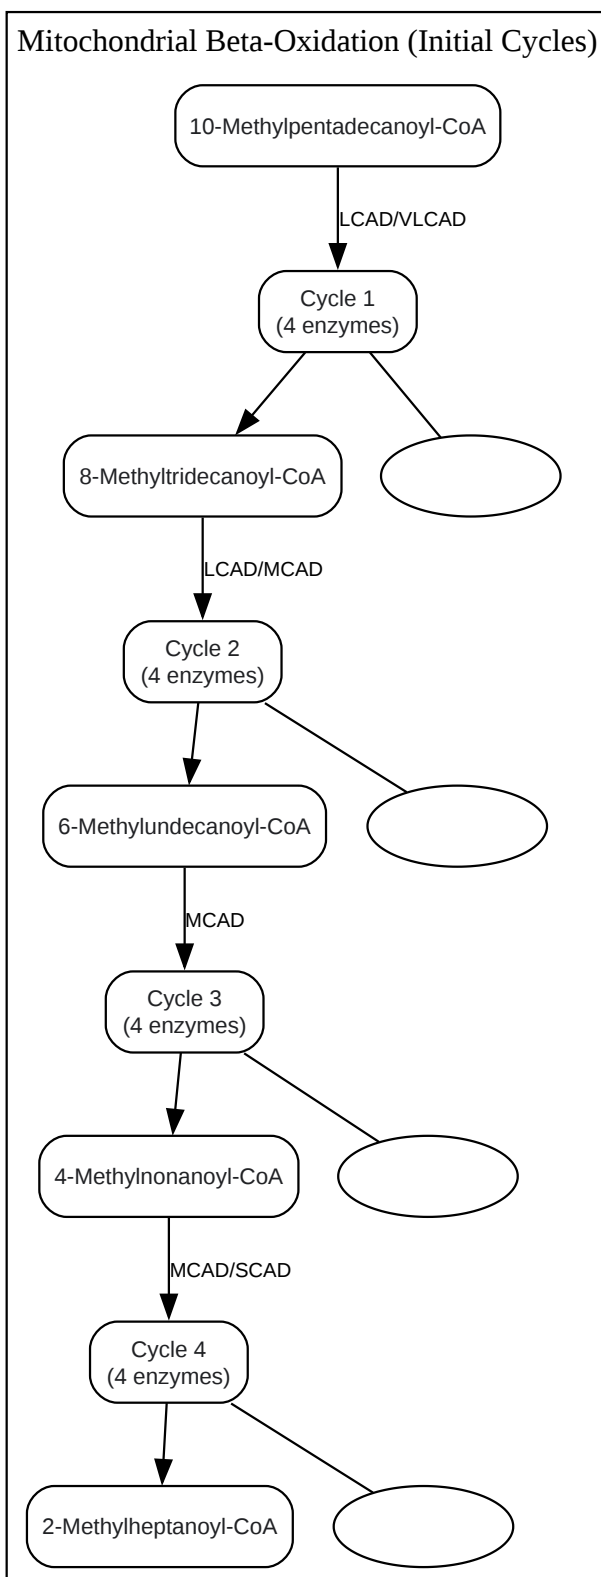 Mitochondrial Beta-Oxidation (Initial Cycles)
10-Methylpentadecanoyl-CoA
LCAD/VLCAD
Cycle 1
(4 enzymes)
8-Methyltridecanoyl-CoA
LCAD/MCAD
Cycle 2
(4 enzymes)
6-Methylundecanoyl-CoA
MCAD
Cycle 3
(4 enzymes)
4-Methylnonanoyl-CoA
MCAD/SCAD
Cycle 4
(4 enzymes)
2-Methylheptanoyl-CoA